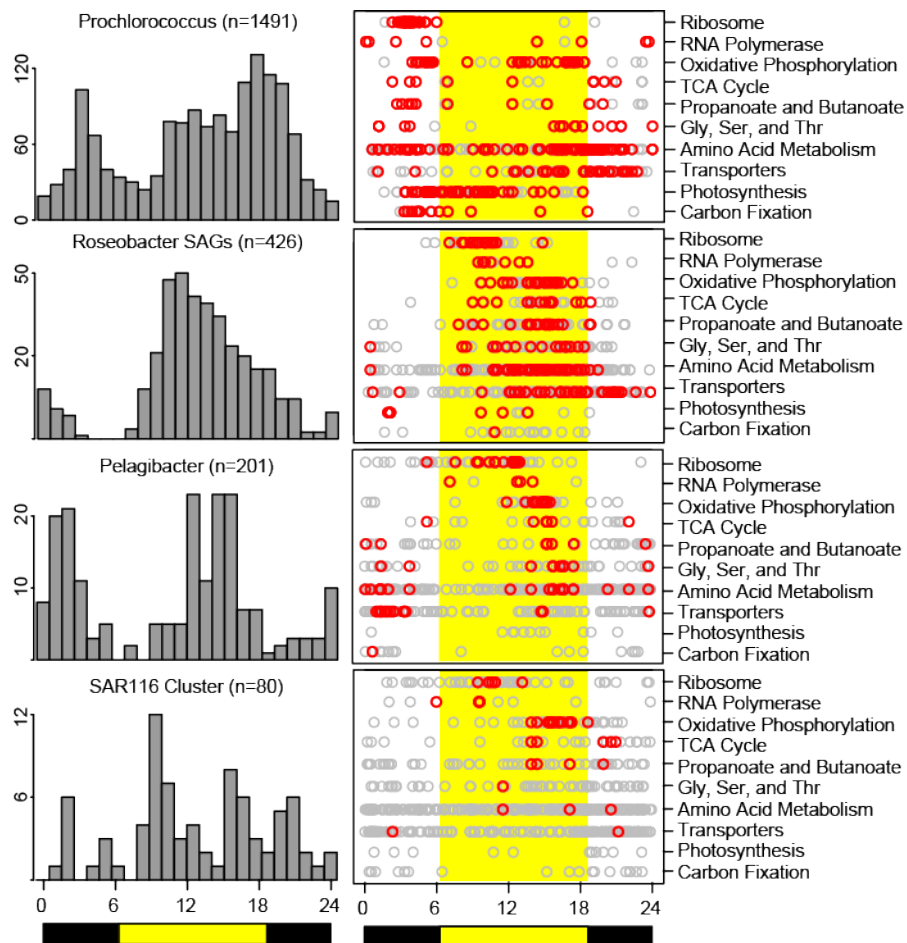 Prochlorococcus (n=1491)
120
60
0
Ribosome
RNA Polymerase
Oxidative Phosphorylation
TCA Cycle
Propanoate and Butanoate
Gly, Ser, and Thr
Amino Acid Metabolism
Transporters
Photosynthesis
Carbon Fixation
Roseobacter SAGs (n=426)
50
20
Ribosome
RNA Polymerase
Oxidative Phosphorylation
TCA Cycle
Propanoate and Butanoate
Gly, Ser, and Thr
Amino Acid Metabolism
Transporters
Photosynthesis
Carbon Fixation
Pelagibacter (n=201)
20
10
Ribosome
RNA Polymerase
Oxidative Phosphorylation
TCA Cycle
Propanoate and Butanoate
Gly, Ser, and Thr
Amino Acid Metabolism
Transporters
Photosynthesis
Carbon Fixation
SAR116 Cluster (n=80)
12
6
Ribosome
RNA Polymerase
Oxidative Phosphorylation
TCA Cycle
Propanoate and Butanoate
Gly, Ser, and Thr
Amino Acid Metabolism
Transporters
Photosynthesis
Carbon Fixation
0 6 12 18 24
0 6 12 18 24